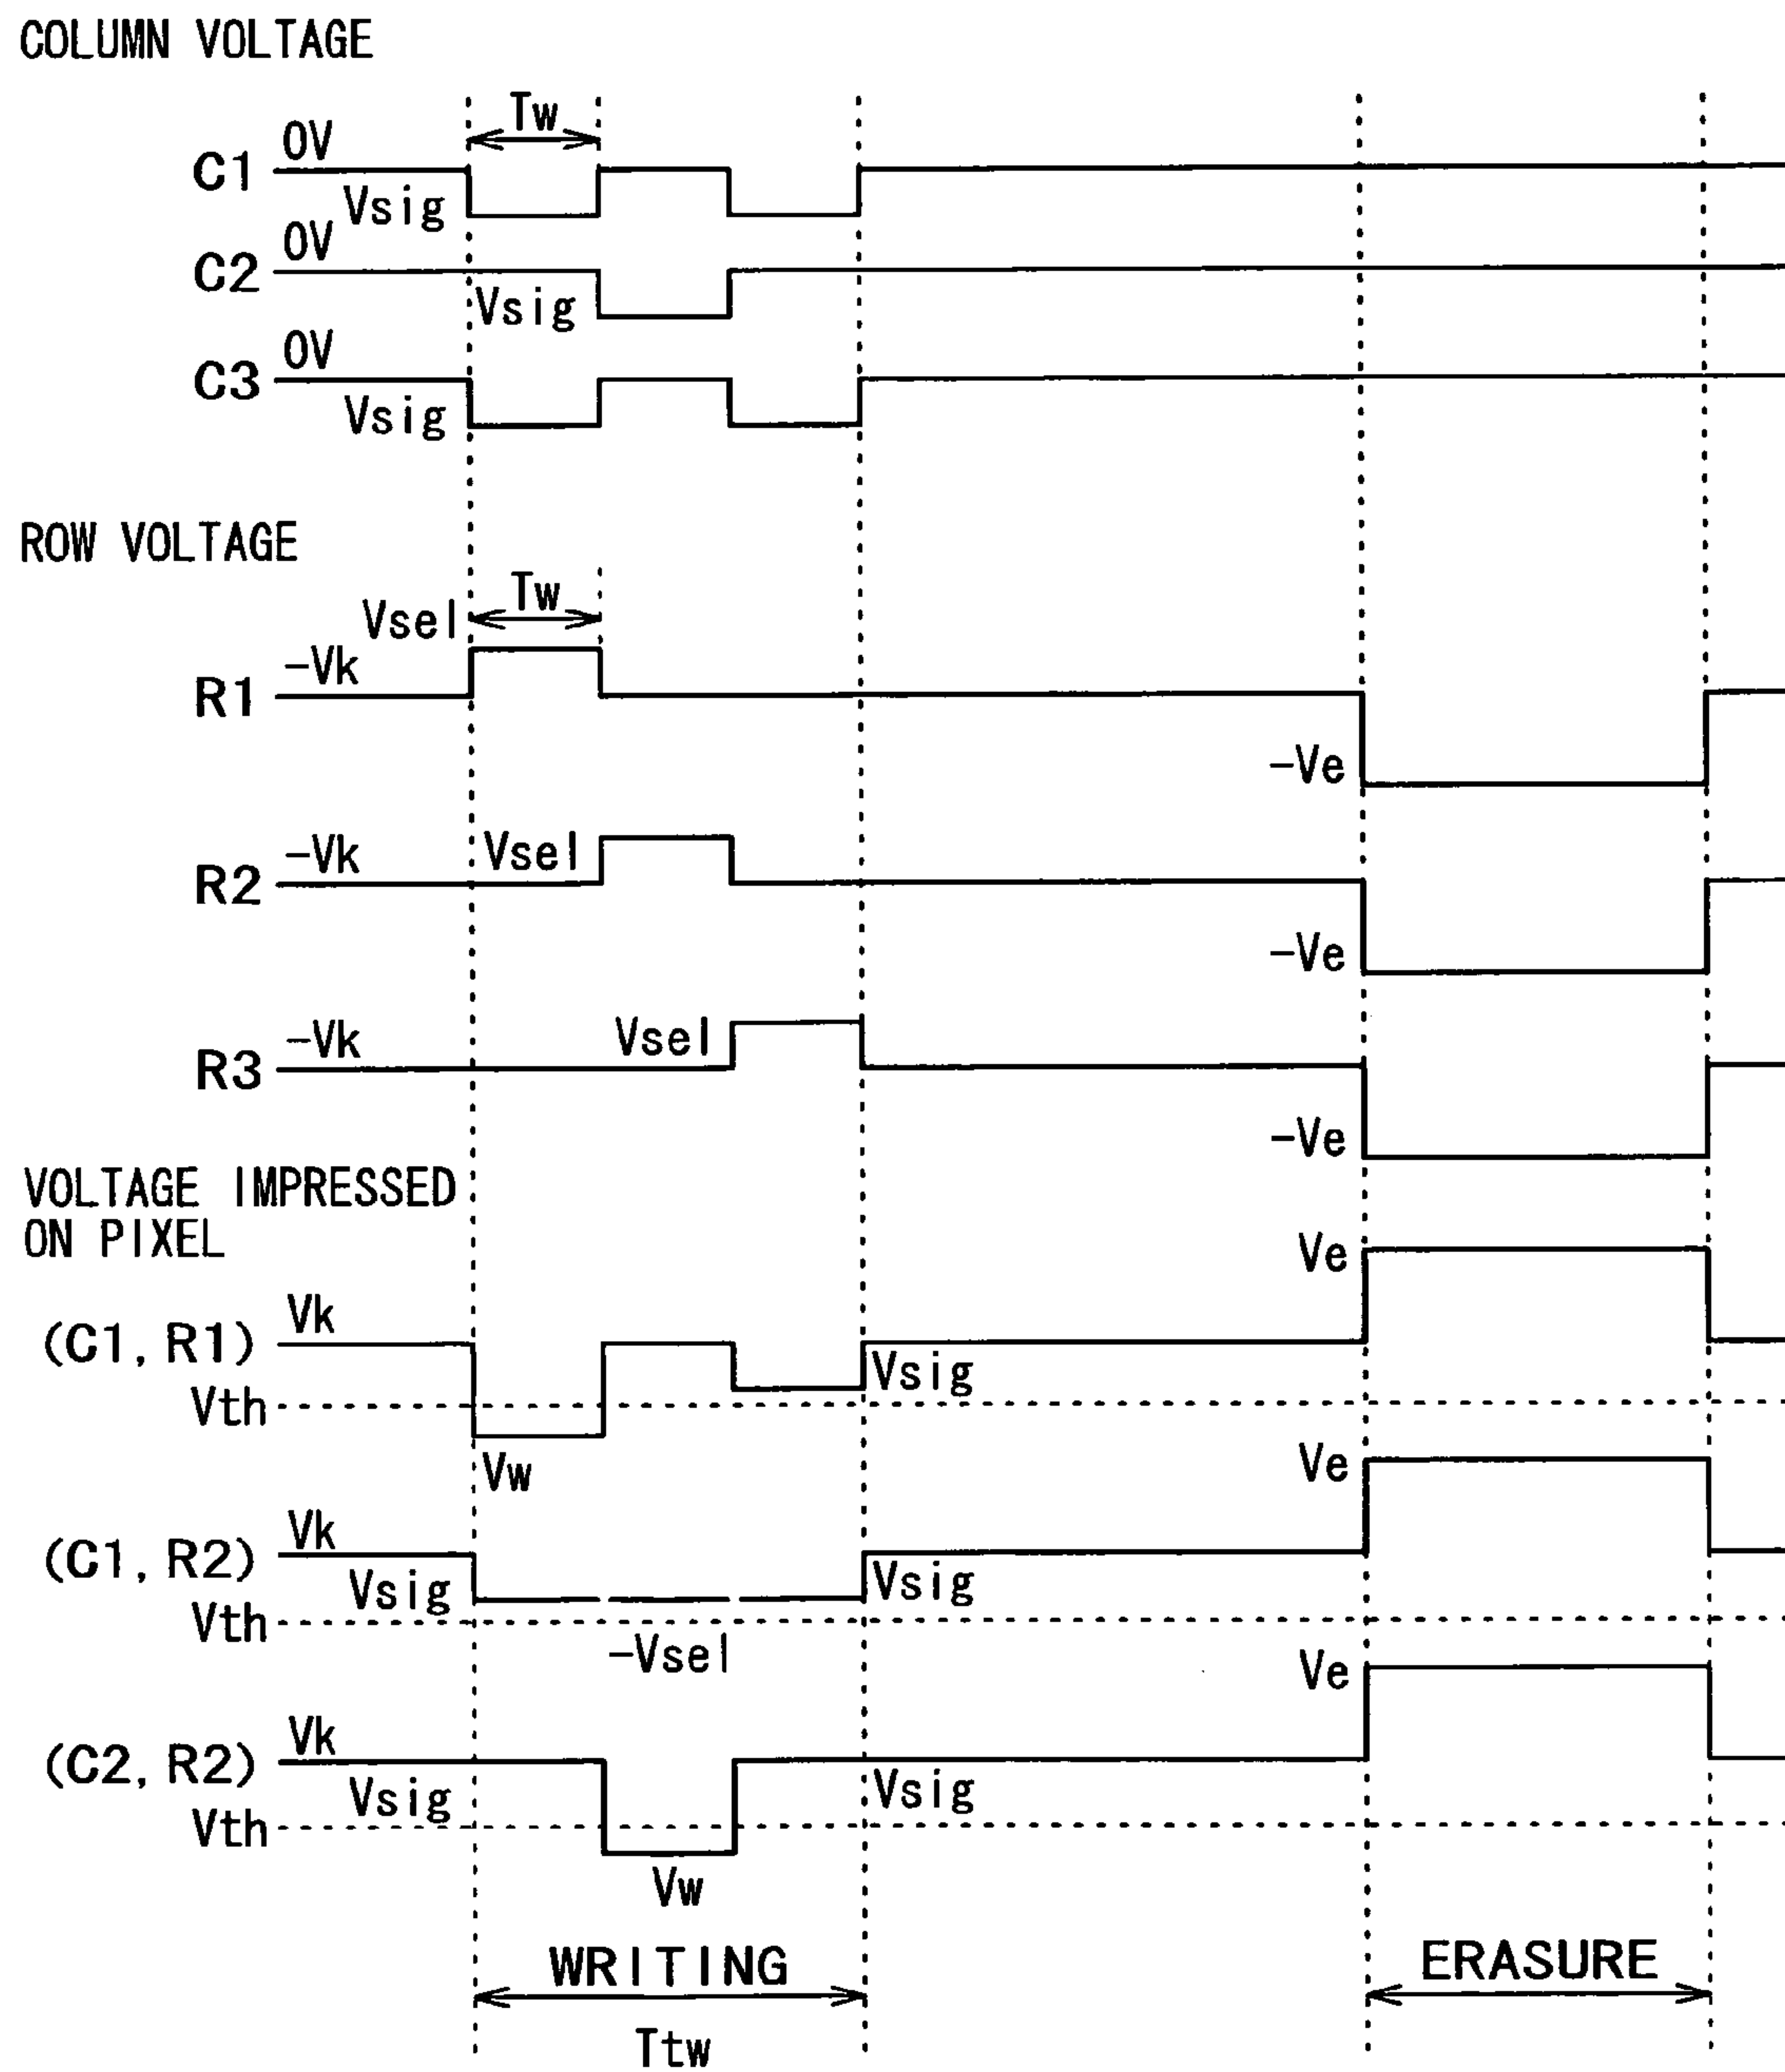 COLUMN VOLTAGE
Tw
C1 0V
Vsig
C2 0V
Vsig
C3 0V
Vsig
ROW VOLTAGE
Tw
Vsel
R1 -Vk
-Ve
R2 -Vk Vsel
-Ve
R3 -Vk Vsel
-Ve
VOLTAGE IMPRESSED
ON PIXEL
Ve
(C1, R1) Vk
Vsig
Vth
Vw
Ve
(C1, R2) Vk
Vsig Vsig
Vth
-Vsel
Ve
(C2, R2) Vk
Vsig Vsig
Vth
Vw
WRITING ERASURE
Ttw